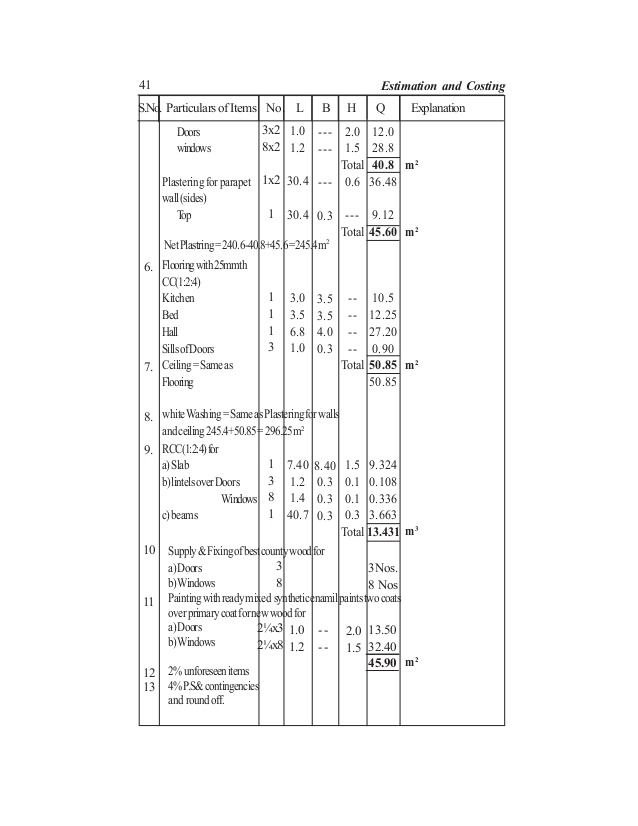 41 Estimation and Costing
S.No. Particulars of Items No L B H Q Explanation
Doors 3x2 1.0 --- 2.0 12.0
windows 8x2 1.2 --- 1.5 28.8
Total 40.8 m²
Plastering for parapet 1x2 30.4 --- 0.6 36.48
wall (sides)
Top 1 30.4 0.3 --- 9.12
Total 45.60 m²
Net Plastring = 240.6-40.8+45.6 = 245.4 m²
6. Flooring with 25mm th
CC(1:2:4)
Kitchen 1 3.0 3.5 -- 10.5
Bed 1 3.5 3.5 -- 12.25
Hall 1 6.8 4.0 -- 27.20
Sills of Doors 3 1.0 0.3 -- 0.90
7. Ceiling = Same as Total 50.85 m²
Flooring 50.85
8. white Washing = Same as Plastering for walls
and ceiling 245.4+50.85 = 296.25 m²
9. RCC(1:2:4) for
a) Slab 1 7.40 8.40 1.5 9.324
b) lintels over Doors 3 1.2 0.3 0.1 0.108
Windows 8 1.4 0.3 0.1 0.336
c) beams 1 40.7 0.3 0.3 3.663
Total 13.431 m³
10 Supply & Fixing of best county wood for
a) Doors 3 3 Nos.
b) Windows 8 8 Nos
11 Painting with ready mixed synthetic enamil paints two coats
over primary coat for new wood for
a) Doors 2¼x3 1.0 -- 2.0 13.50
b) Windows 2¼x8 1.2 -- 1.5 32.40
45.90 m²
12 2% unforeseen items
13 4% P.S & contingencies
and round off.